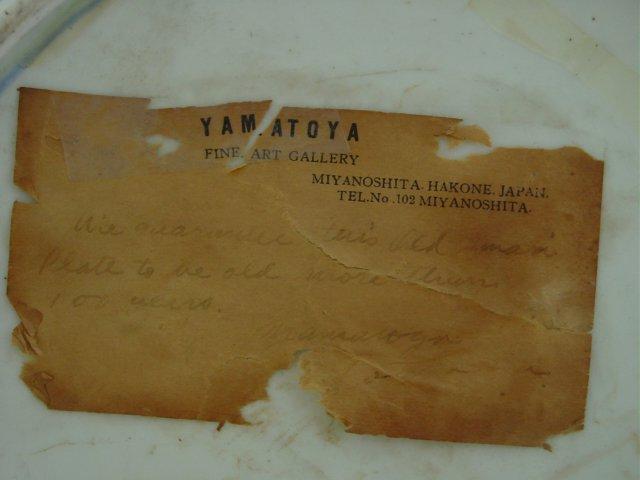 YAMATOYA
FINE. ART GALLERY
MIYANOSHITA. HAKONE. JAPAN.
TEL.No.102 MIYANOSHITA.
We guarantee this Old Imari
Plate to be old more than
100 years.
Yamatoya